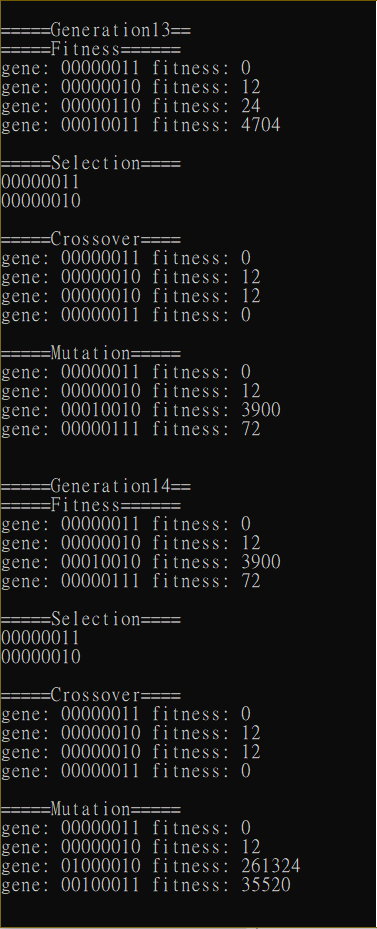 =====Generation13==
=====Fitness======
gene: 00000011 fitness: 0
gene: 00000010 fitness: 12
gene: 00000110 fitness: 24
gene: 00010011 fitness: 4704
=====Selection====
00000011
00000010
=====Crossover====
gene: 00000011 fitness: 0
gene: 00000010 fitness: 12
gene: 00000010 fitness: 12
gene: 00000011 fitness: 0
=====Mutation=====
gene: 00000011 fitness: 0
gene: 00000010 fitness: 12
gene: 00010010 fitness: 3900
gene: 00000111 fitness: 72
=====Generation14==
=====Fitness======
gene: 00000011 fitness: 0
gene: 00000010 fitness: 12
gene: 00010010 fitness: 3900
gene: 00000111 fitness: 72
=====Selection====
00000011
00000010
=====Crossover====
gene: 00000011 fitness: 0
gene: 00000010 fitness: 12
gene: 00000010 fitness: 12
gene: 00000011 fitness: 0
=====Mutation=====
gene: 00000011 fitness: 0
gene: 00000010 fitness: 12
gene: 01000010 fitness: 261324
gene: 00100011 fitness: 35520